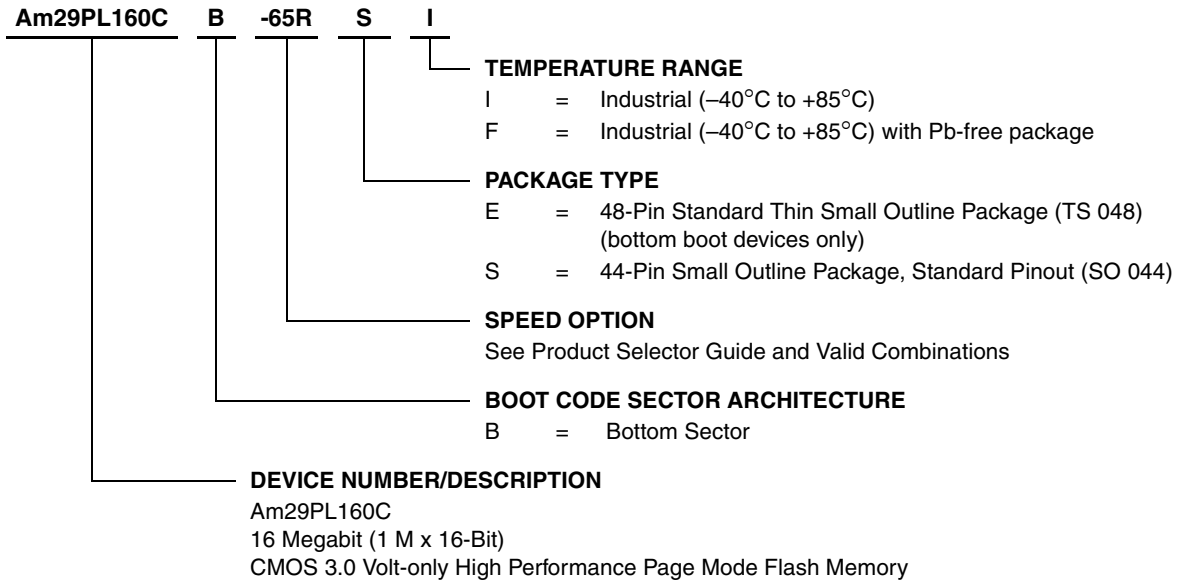 Am29PL160C B -65R S I
TEMPERATURE RANGE
I = Industrial (–40°C to +85°C)
F = Industrial (–40°C to +85°C) with Pb-free package
PACKAGE TYPE
E = 48-Pin Standard Thin Small Outline Package (TS 048)
(bottom boot devices only)
S = 44-Pin Small Outline Package, Standard Pinout (SO 044)
SPEED OPTION
See Product Selector Guide and Valid Combinations
BOOT CODE SECTOR ARCHITECTURE
B = Bottom Sector
DEVICE NUMBER/DESCRIPTION
Am29PL160C
16 Megabit (1 M x 16-Bit)
CMOS 3.0 Volt-only High Performance Page Mode Flash Memory